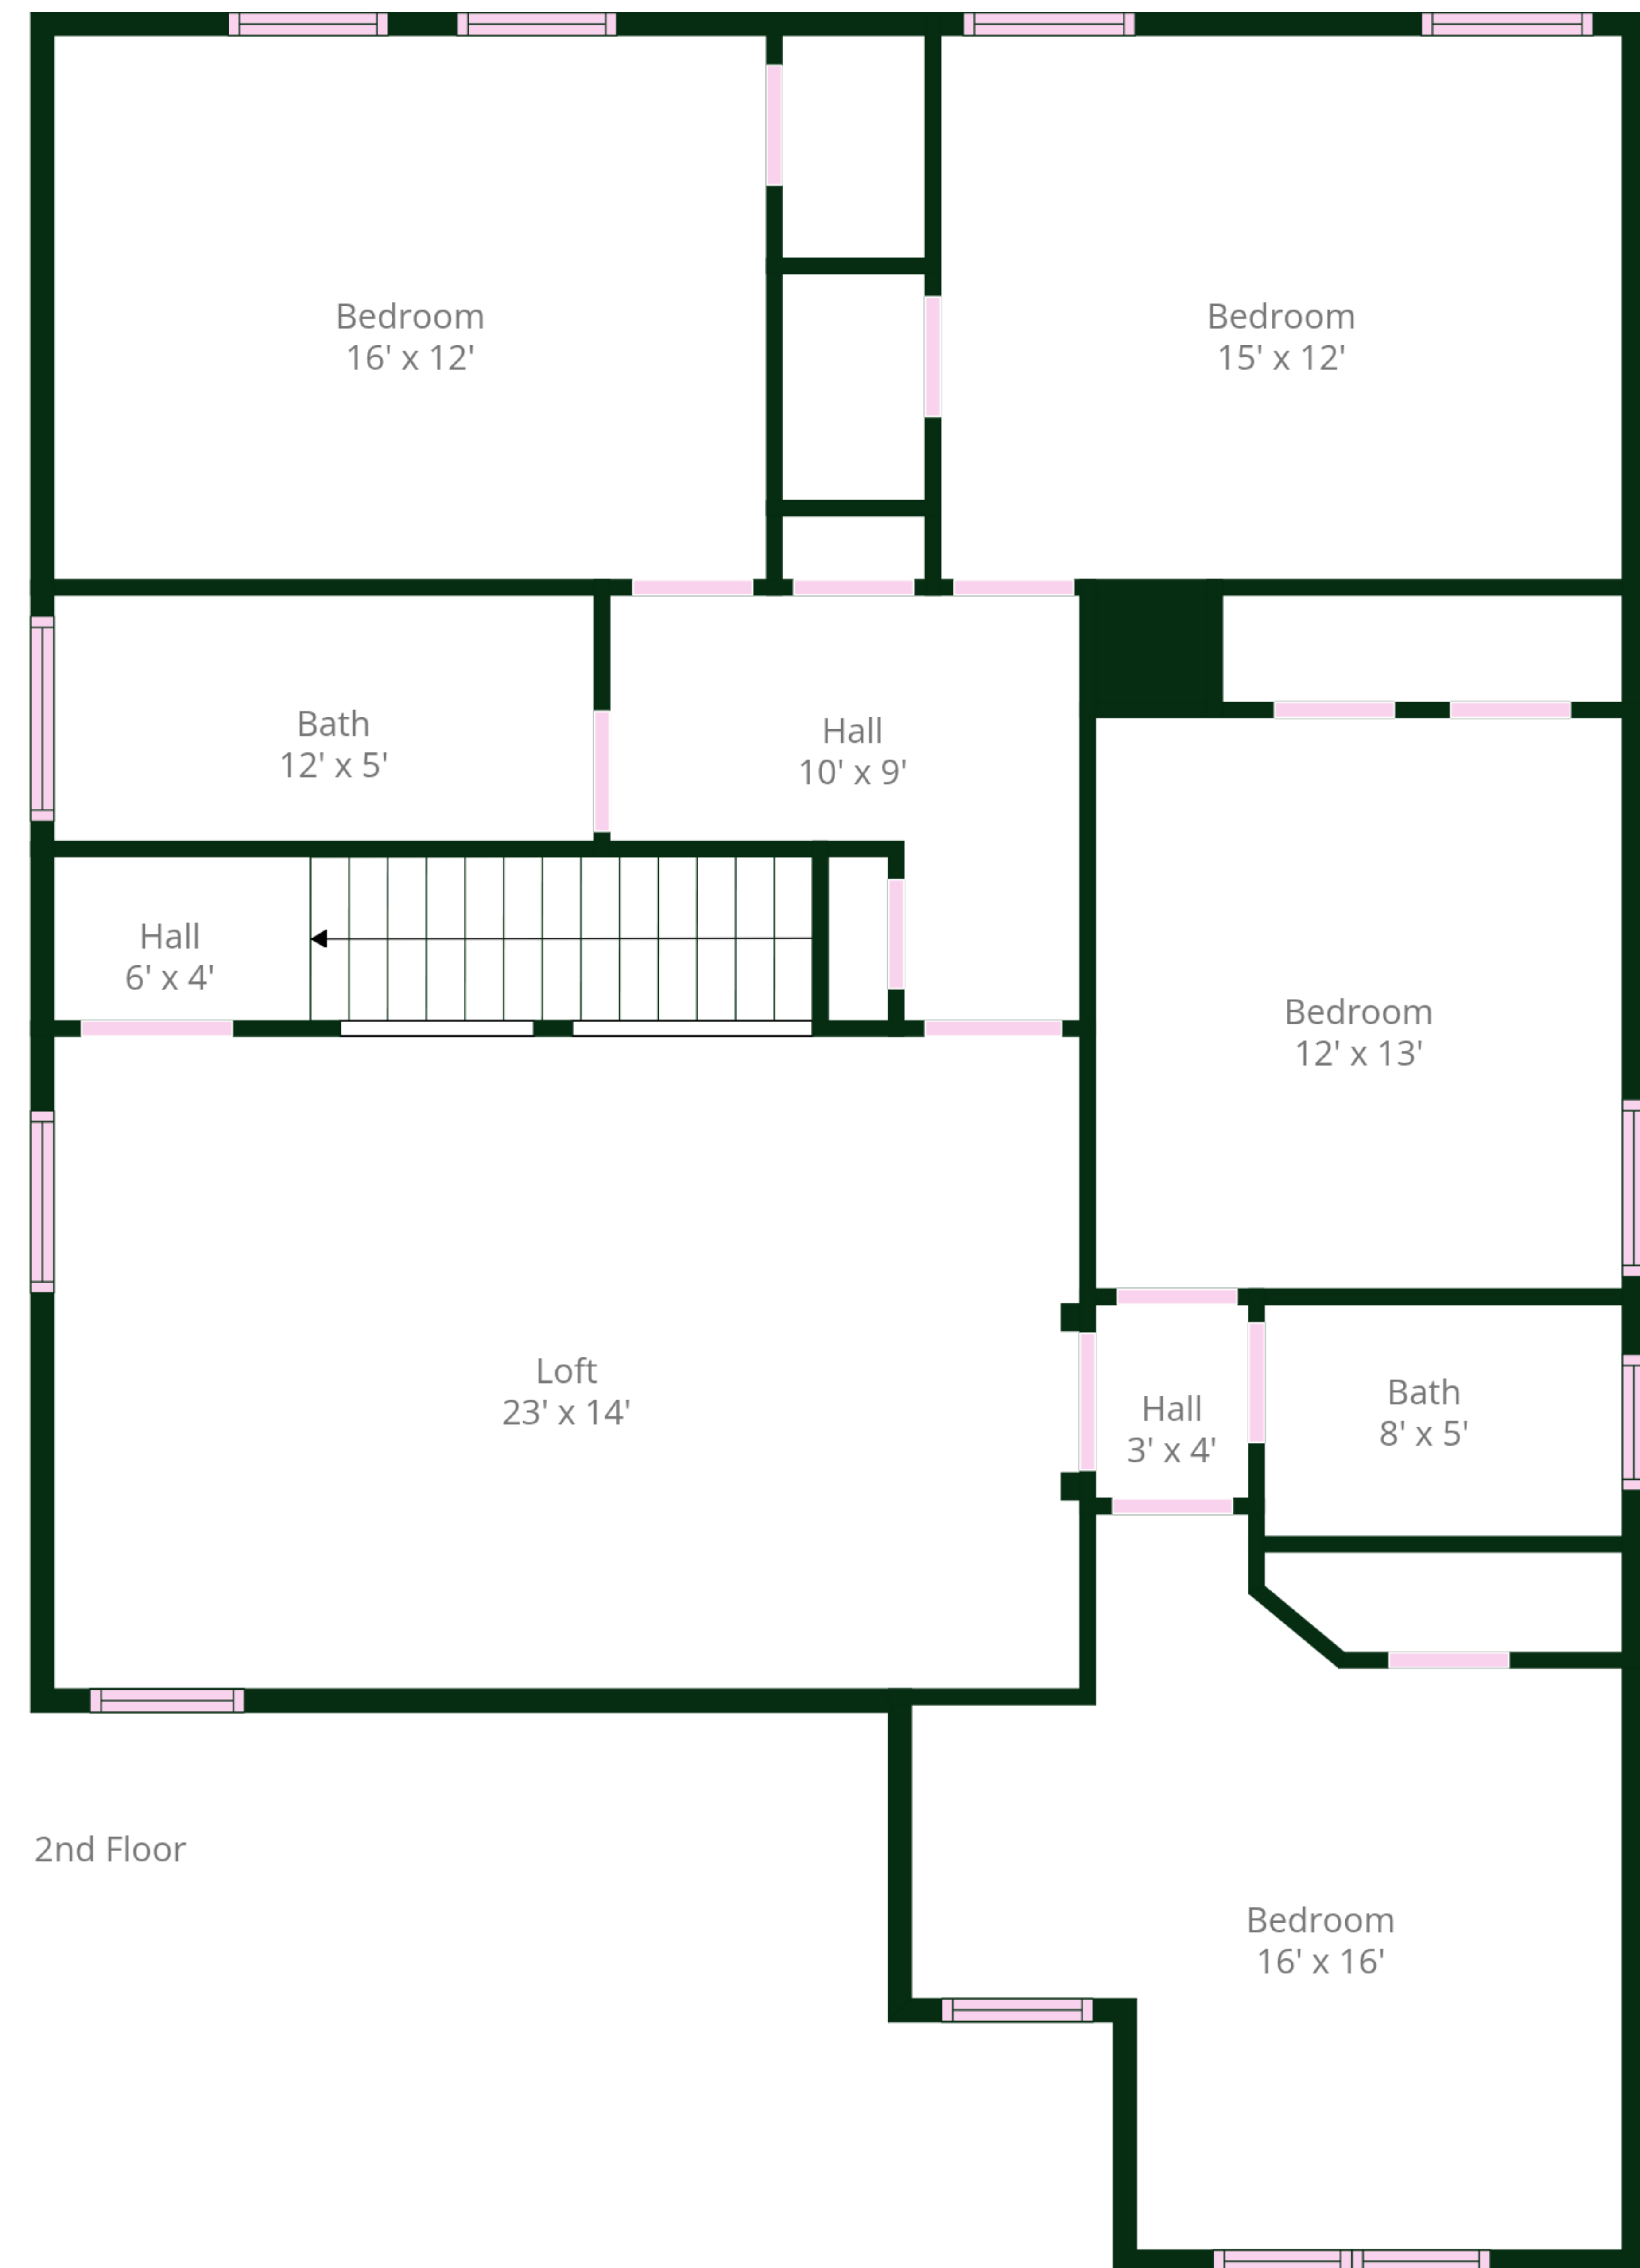 Bedroom
16' x 12'
Bedroom
15' x 12'
Bath
12' x 5'
Hall
10' x 9'
Hall
6' x 4'
Bedroom
12' x 13'
Loft
23' x 14'
Hall
3' x 4'
Bath
8' x 5'
2nd Floor
Bedroom
16' x 16'